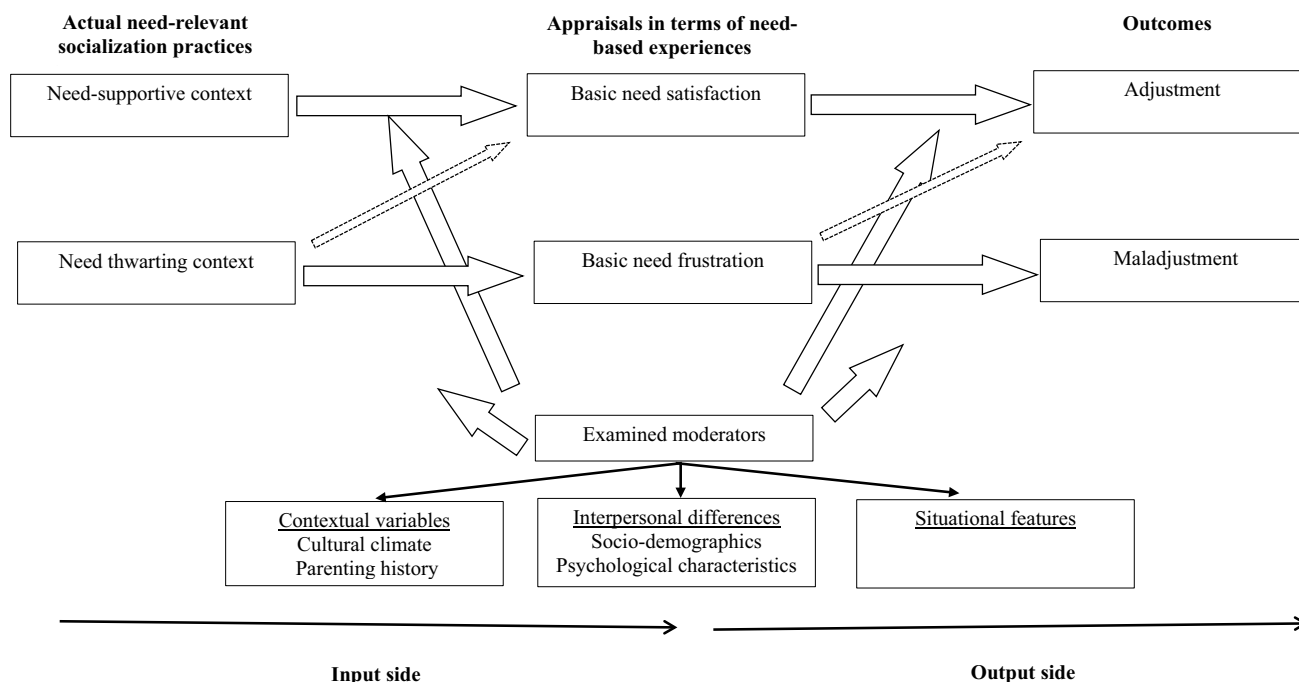 Actual need-relevant
socialization practices
Appraisals in terms of need-
based experiences
Outcomes
Need-supportive context
Basic need satisfaction
Adjustment
Need thwarting context
Basic need frustration
Maladjustment
Examined moderators
Contextual variables
Cultural climate
Parenting history
Interpersonal differences
Socio-demographics
Psychological characteristics
Situational features
Input side
Output side